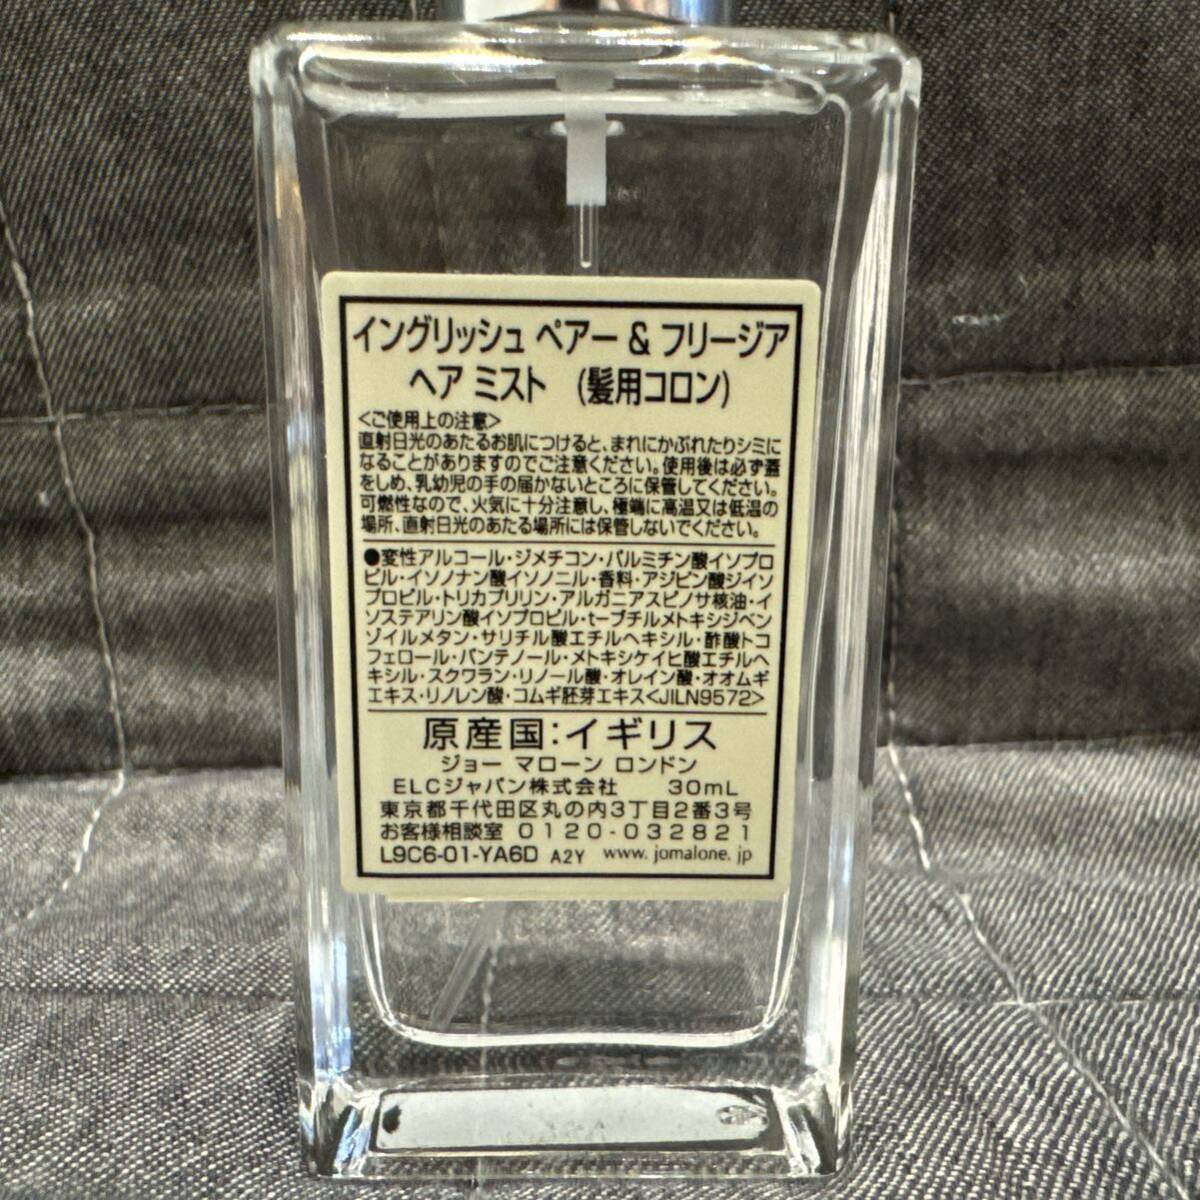 イングリッシュ ペアー & フリージア
ヘア ミスト (髪用コロン)
<ご使用上の注意>
直射日光のあたるお肌につけると、まれにかぶれたりシミに
なることがありますのでご注意ください。使用後は必ず蓋
をしめ、乳幼児の手の届かないところに保管してください。
可燃性なので、火気に十分注意し、極端に高温又は低温の
場所、直射日光のあたる場所には保管しないでください。
●変性アルコール・ジメチコン・パルミチン酸イソプロ
ピル・イソノナン酸イソノニル・香料・アジピン酸ジイソ
プロピル・トリカプリリン・アルガニアスピノサ核油・イ
ソステアリン酸イソプロピル・t-ブチルメトキシジベン
ゾイルメタン・サリチル酸エチルヘキシル・酢酸トコ
フェロール・パンテノール・メトキシケイヒ酸エチルヘ
キシル・スクワラン・リノール酸・オレイン酸・オオムギ
エキス・リノレン酸・コムギ胚芽エキス<JILN9572>
原産国:イギリス
ジョー マローン ロンドン
ELCジャパン株式会社 30mL
東京都千代田区丸の内3丁目2番3号
お客様相談室 0120-032821
L9C6-01-YA6D A2Y www. jomalone. jp